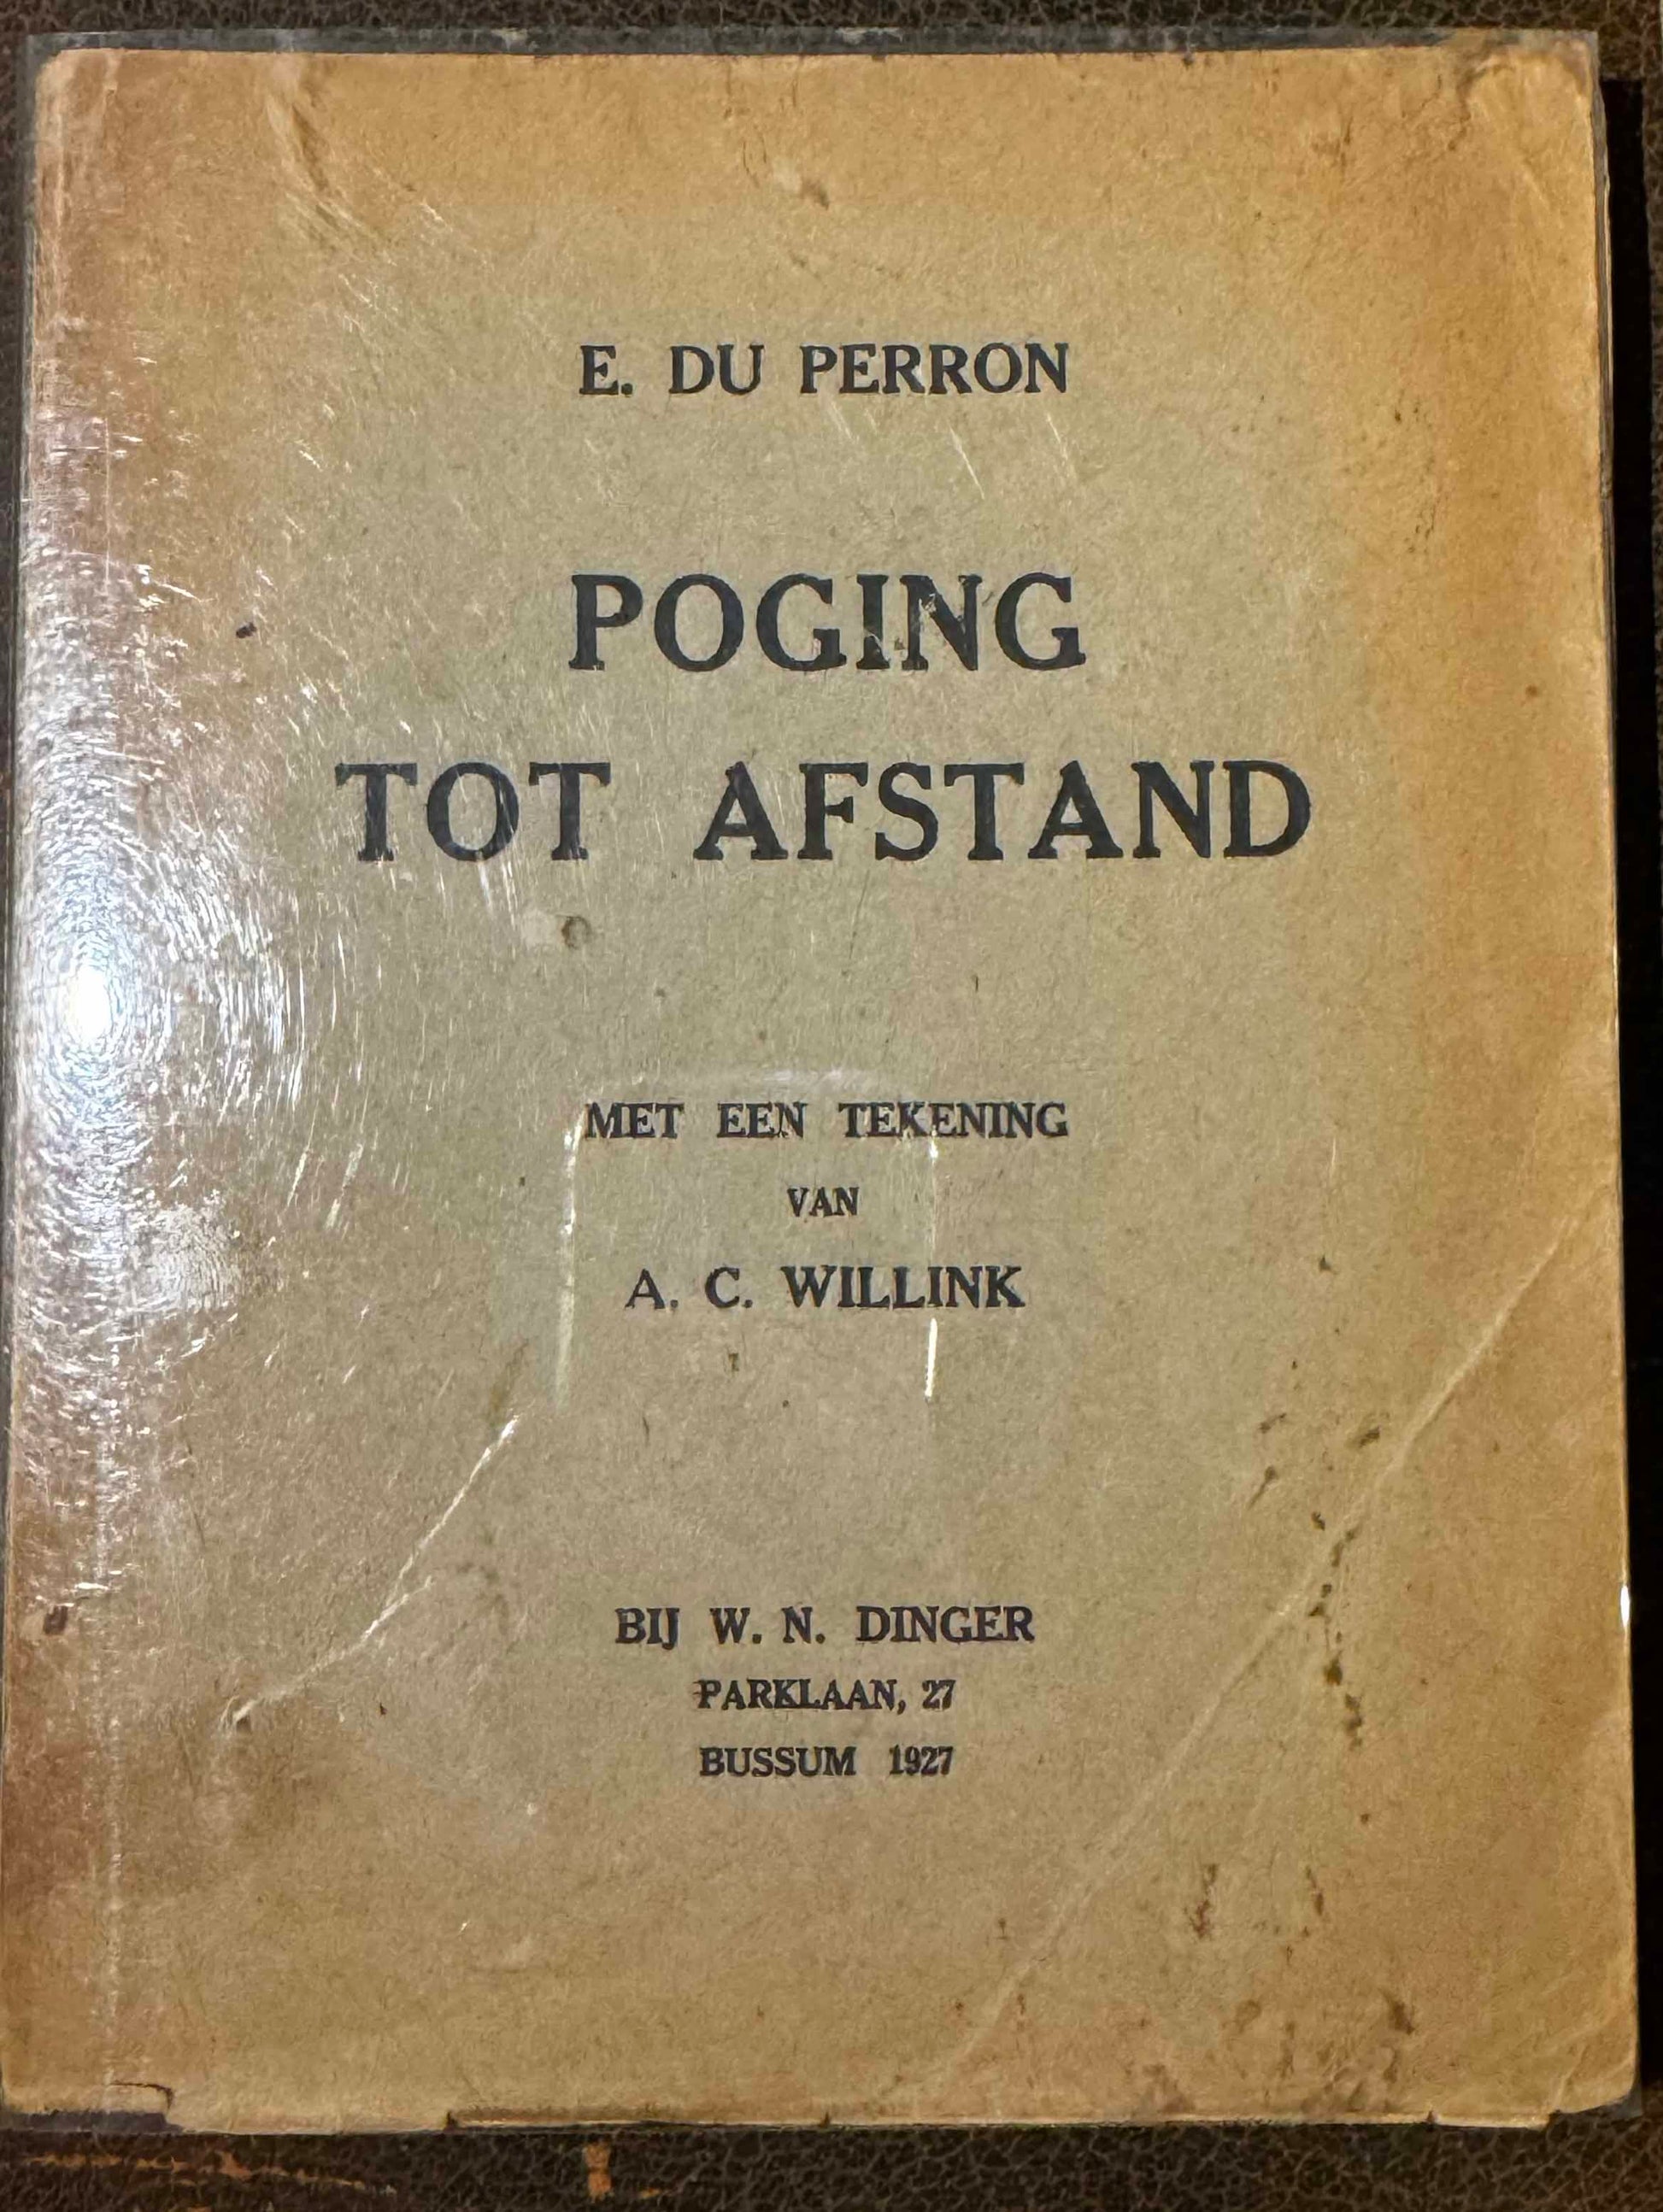 E. DU PERRON
POGING
TOT AFSTAND
MET EEN TEKENING
VAN
A. C. WILLINK
BIJ W. N. DINGER
PARKLAAN, 27
BUSSUM 1927